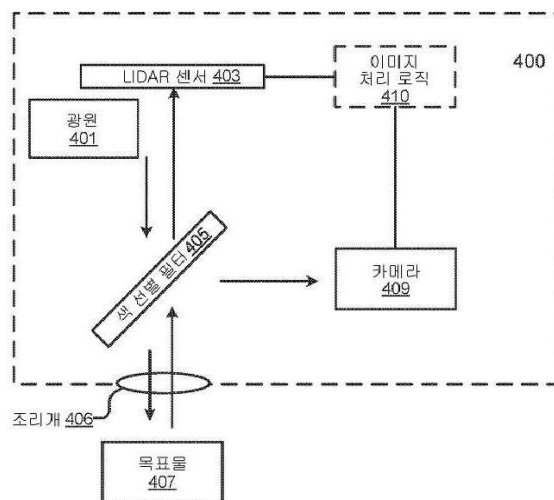 LIDAR 센서 403
이미지
처리 로직
410
400
광원
401
색 선별 필터 405
카메라
409
조리개 406
목표물
407